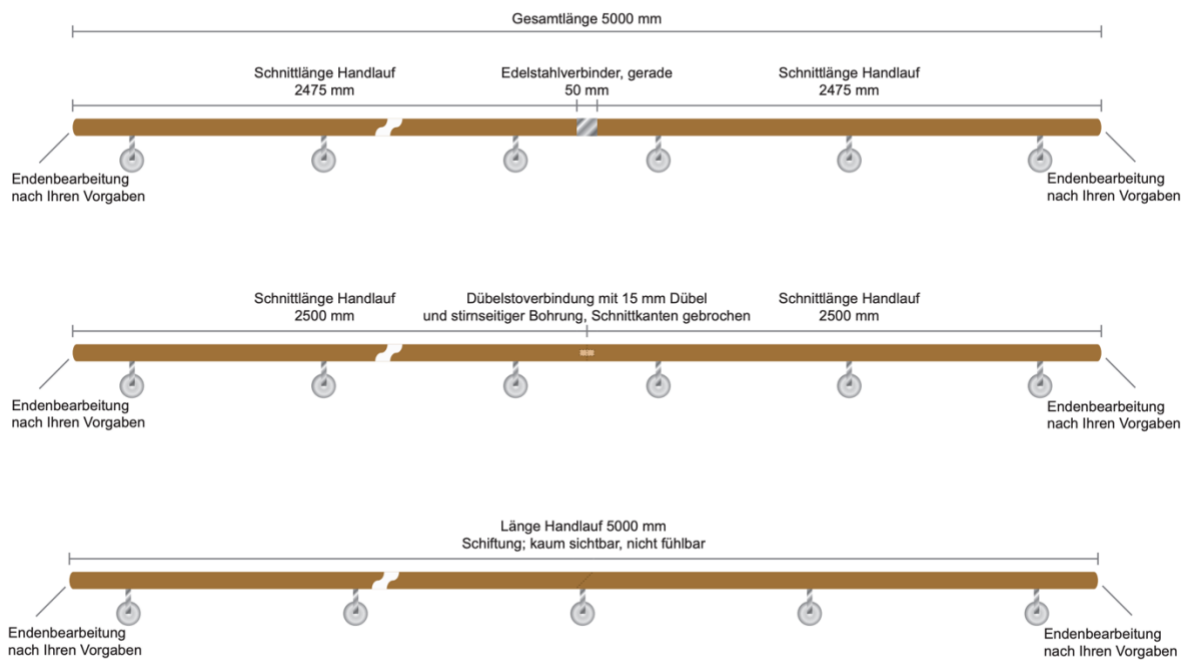 Gesamtlänge 5000 mm
Schnittlänge Handlauf
2475 mm
Edelstahlverbinder, gerade
50 mm
Schnittlänge Handlauf
2475 mm
Endenbearbeitung
nach Ihren Vorgaben
Endenbearbeitung
nach Ihren Vorgaben
Schnittlänge Handlauf
2500 mm
Dübelstoverbindung mit 15 mm Dübel
und stirnseitiger Bohrung, Schnittkanten gebrochen
Schnittlänge Handlauf
2500 mm
Endenbearbeitung
nach Ihren Vorgaben
Endenbearbeitung
nach Ihren Vorgaben
Länge Handlauf 5000 mm
Schiftung; kaum sichtbar, nicht fühlbar
Endenbearbeitung
nach Ihren Vorgaben
Endenbearbeitung
nach Ihren Vorgaben